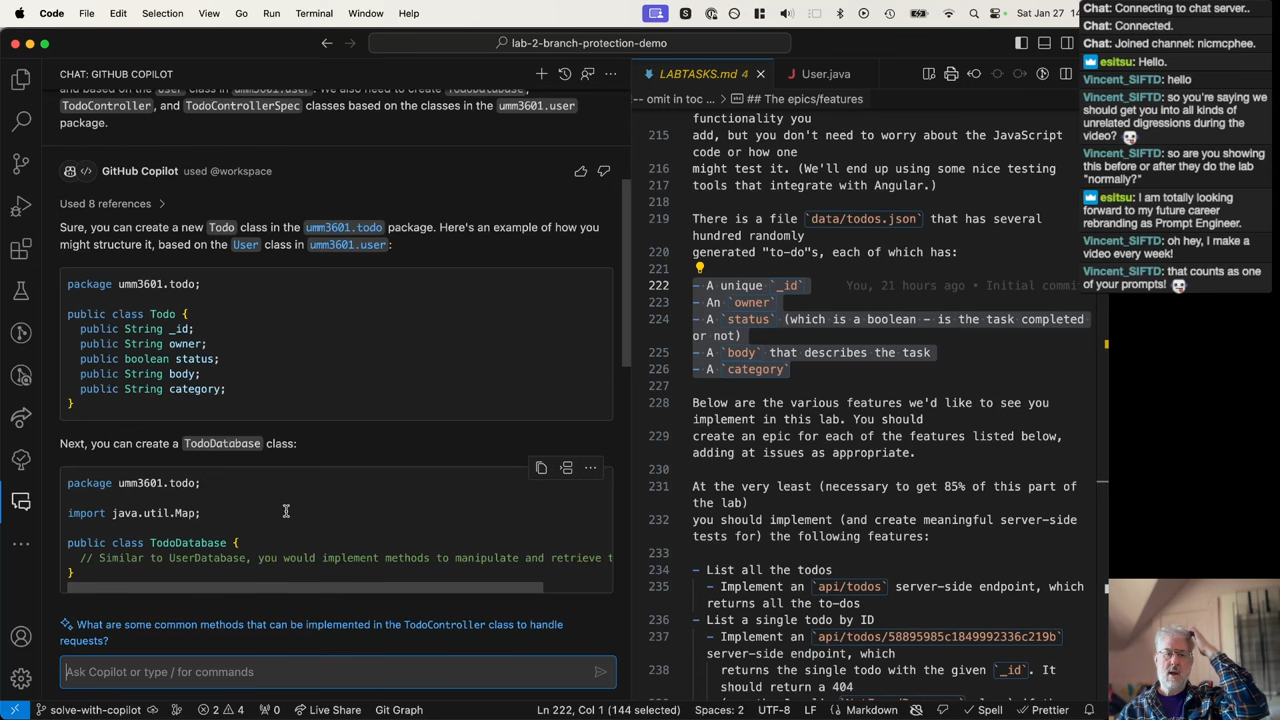 Code File Edit Selection View Go Run Terminal Window Help
Sat Jan 27
lab-2-branch-protection-demo
CHAT: GITHUB COPILOT
TodoController, and TodoControllerSpec classes based on the classes in the umm3601.user
package.
GitHub Copilot used @workspace
Used 8 references >
Sure, you can create a new Todo class in the umm3601.todo package. Here's an example of how you
might structure it, based on the User class in umm3601.user:
package umm3601.todo;
public class Todo {
public String _id;
public String owner;
public boolean status;
public String body;
public String category;
}
Next, you can create a TodoDatabase class:
package umm3601.todo;
import java.util.Map;
public class TodoDatabase {
// Similar to UserDatabase, you would implement methods to manipulate and retrieve t
}
What are some common methods that can be implemented in the TodoController class to handle
requests?
Ask Copilot or type / for commands
LABTASKS.md 4
User.java
-- omit in toc ... > ## The epics/features
functionality you
215 add, but you don't need to worry about the JavaScript
code or how one
216 might test it. (We'll end up using some nice testing
217 tools that integrate with Angular.)
218
219 There is a file `data/todos.json` that has several
hundred randomly
220 generated "to-do"s, each of which has:
221
222 - A unique `_id` You, 21 hours ago • Initial commi
223 - An `owner`
224 - A `status` (which is a boolean - is the task completed
or not)
225 - A `body` that describes the task
226 - A `category`
227
228 Below are the various features we'd like to see you
implement in this lab. You should
229 create an epic for each of the features listed below,
adding at issues as appropriate.
230
231 At the very least (necessary to get 85% of this part of
the lab)
232 you should implement (and create meaningful server-side
tests for) the following features:
233
234 - List all the todos
235 - Implement an `api/todos` server-side endpoint, which
returns all the to-dos
236 - List a single todo by ID
237 - Implement an `api/todos/58895985c1849992336c219b`
server-side endpoint, which
238 returns the single todo with the given `_id`. It
should return a 404
Chat: Connecting to chat server..
Chat: Connected.
Chat: Joined channel: nicmcphee.
esitsu: Hello.
Vincent_SIFTD: hello
Vincent_SIFTD: so you're saying we
should get you into all kinds of
unrelated digressions during the
video?
Vincent_SIFTD: so are you showing
this before or after they do the lab
"normally?"
esitsu: I am totally looking
forward to my future career
rebranding as Prompt Engineer.
Vincent_SIFTD: oh hey, I make a
video every week!
Vincent_SIFTD: that counts as one
of your prompts!
solve-with-copilot 2 4 0 Live Share Git Graph Ln 222, Col 1 (144 selected) Spaces: 2 UTF-8 LF Markdown Spell Prettier